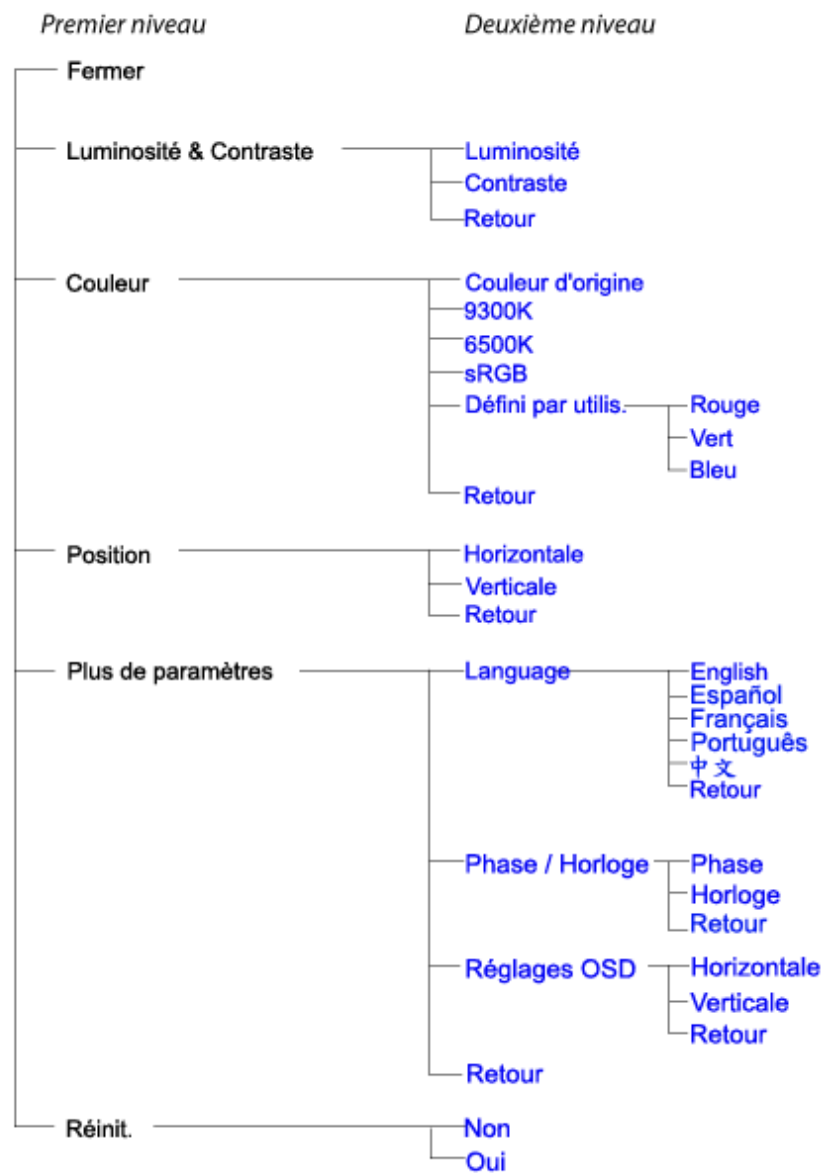 Premier niveau Deuxième niveau
Fermer
Luminosité & Contraste Luminosité
Contraste
Retour
Couleur Couleur d'origine
9300K
6500K
sRGB
Défini par utilis. Rouge
Vert
Bleu
Retour
Position Horizontale
Verticale
Retour
Plus de paramètres Language English
Español
Français
Português
中文
Retour
Phase / Horloge Phase
Horloge
Retour
Réglages OSD Horizontale
Verticale
Retour
Retour
Réinit. Non
Oui